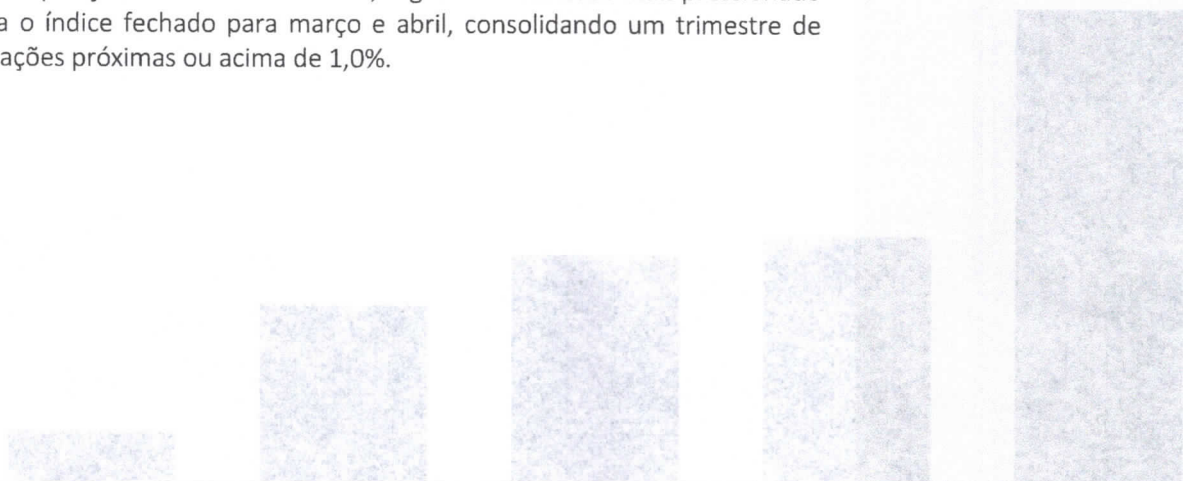 a o índice fechado para março e abril, consolidando um trimestre de
ações próximas ou acima de 1,0%.